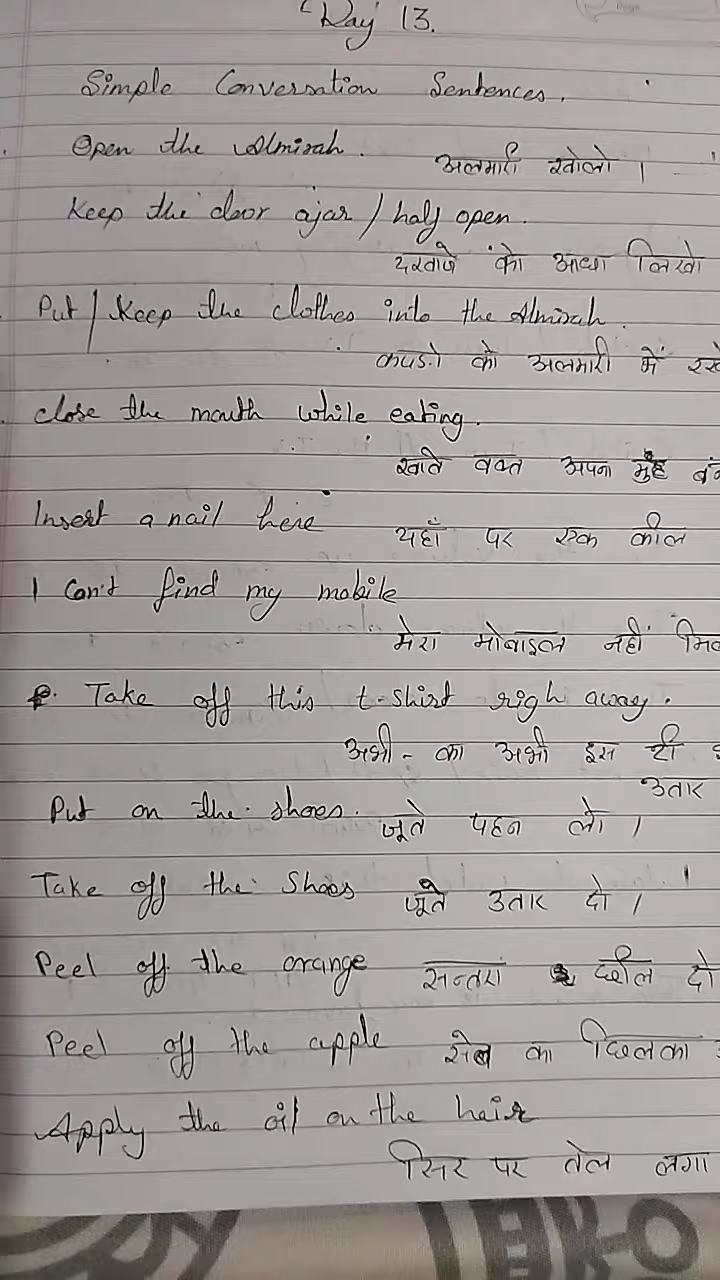 Day 13.
Simple Conversation Sentences.
Open the Almirah. अलमारी खोलो ।
Keep the door ajar / half open.
दरवाजे को आधा लिखो
Put / Keep the clothes into the Almirah.
कपडो को अलमारी में रखे
close the mouth while eating.
खाते वक्त अपना मुँह
Insert a nail here यहाँ पर एक कील
I Can't find my mobile
मेरा मोबाइल नहीं
Take off this t-shirt righ away.
अभी - का अभी इस टी
उतार
Put on the shoes. जूते पहन लो ।
Take off the Shoes जूते उतार दो ।
Peel off the orange सन्तरा छील दो
Peel off the apple सेब का छिलका
Apply the oil on the hair
सिर पर तेल लगा